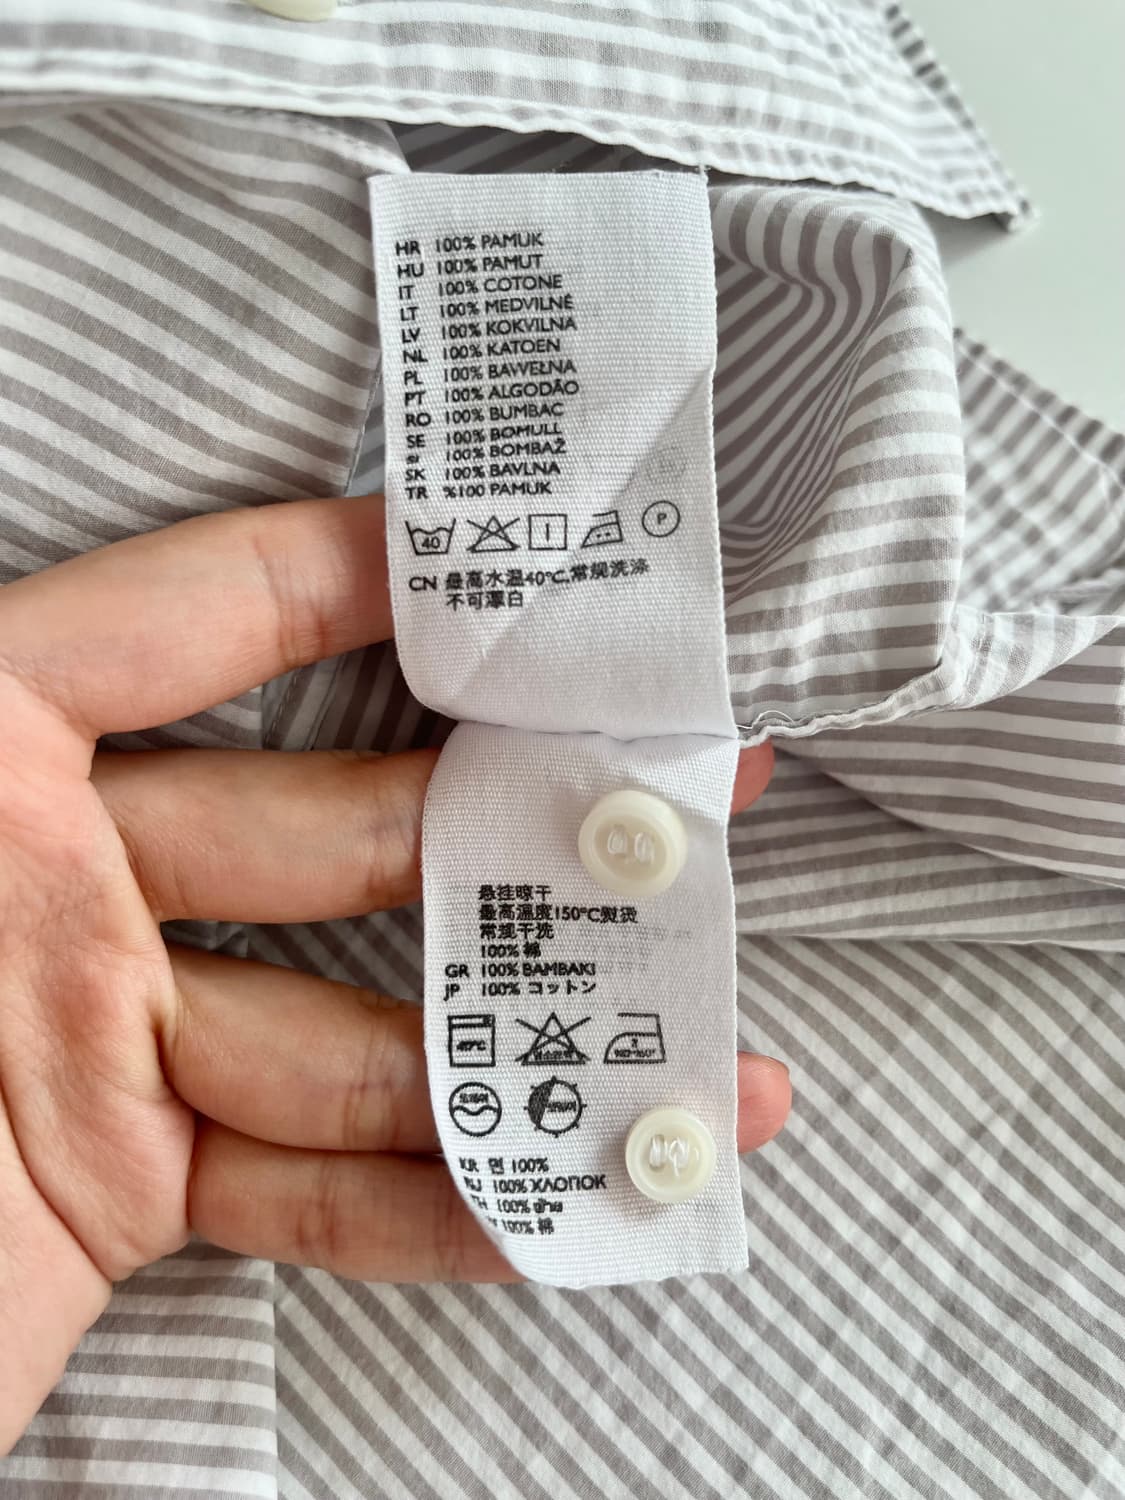 HR 100% PAMUK
HU 100% PAMUT
IT 100% COTONE
LT 100% MEDVILNĖ
LV 100% KOKVILNA
NL 100% KATOEN
PL 100% BAWEŁNA
PT 100% ALGODÃO
RO 100% BUMBAC
SE 100% BOMULL
SI 100% BOMBAŽ
SK 100% BAVLNA
TR %100 PAMUK
40 P
CN 最高水温40°C,常规洗涤
不可漂白
悬挂晾干
最高温度150°C熨烫
常规干洗
100% 棉
GR 100% BAMBAKI
JP 100% コットン
KR 면 100%
RU 100% ХЛОПОК
TH 100% ฝ้าย
100% 棉